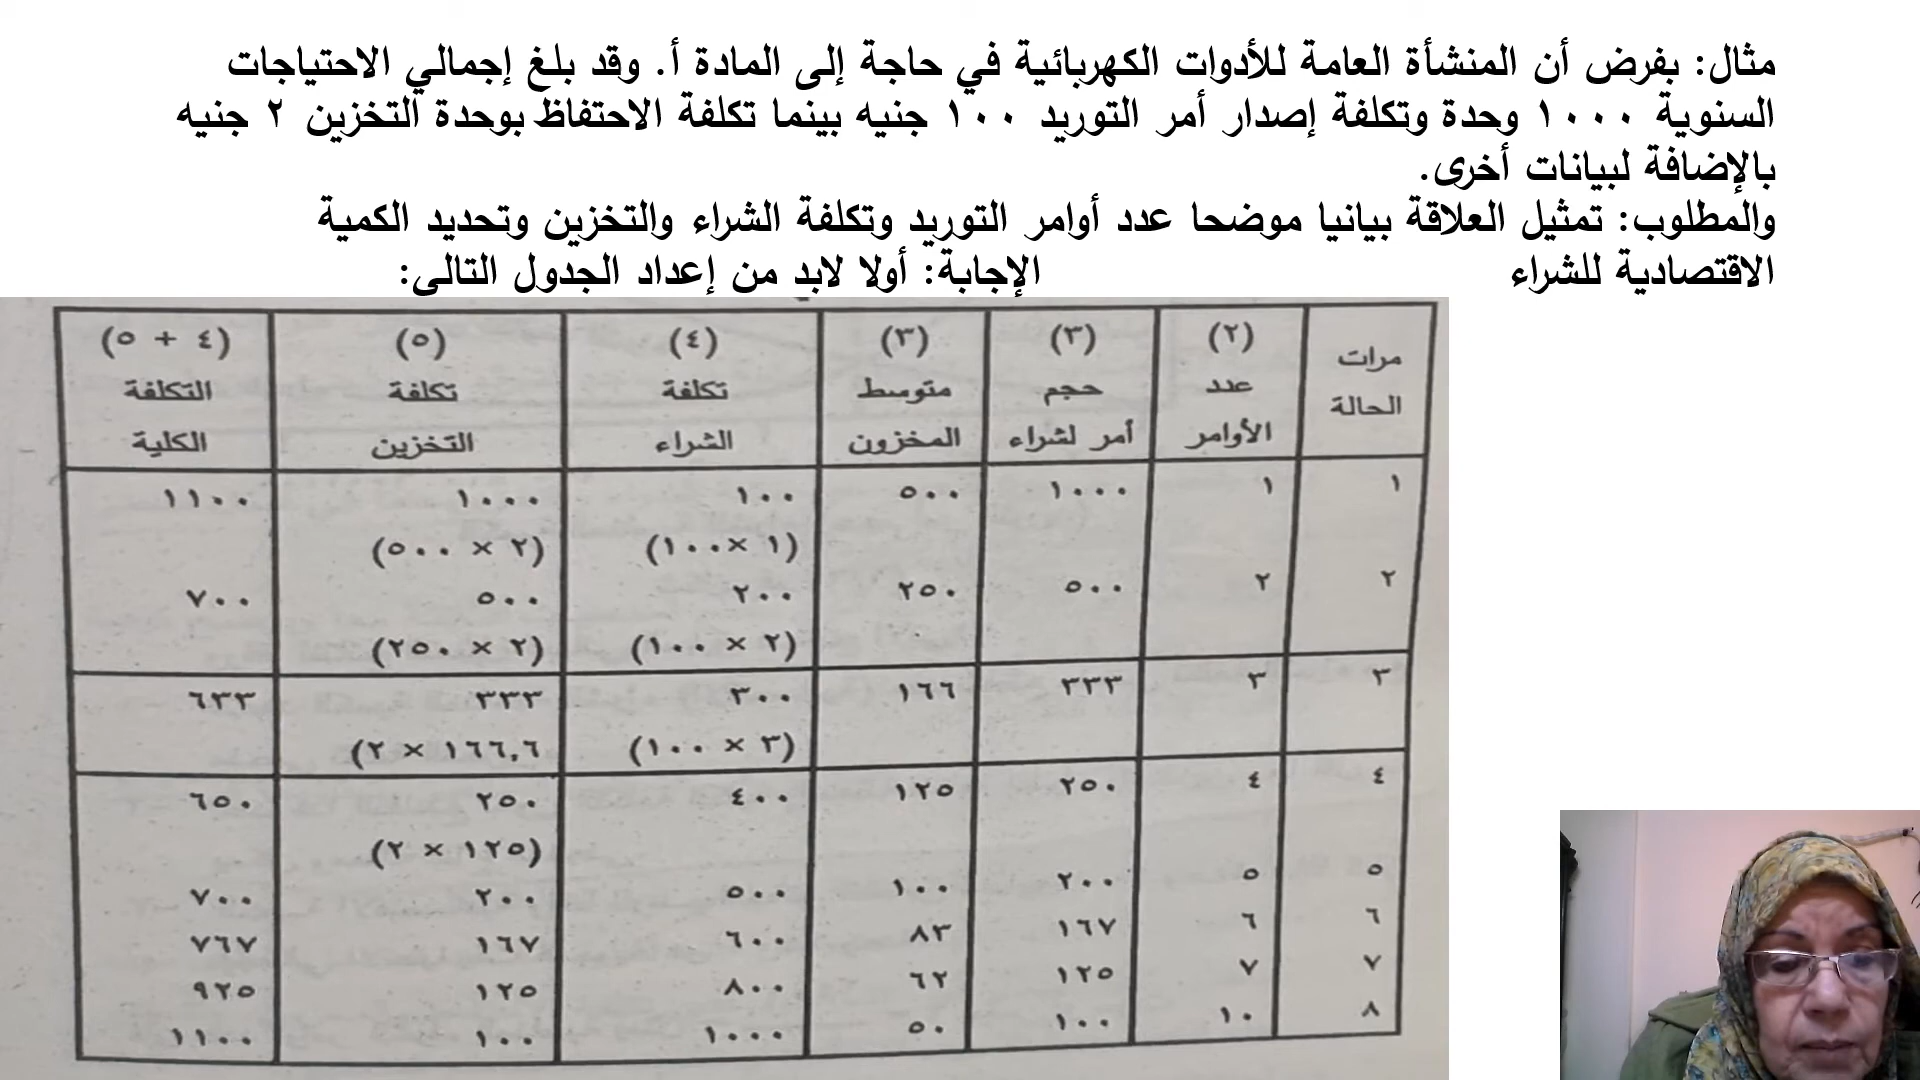 مثال: بفرض أن المنشأة العامة للأدوات الكهربائية في حاجة إلى المادة أ. وقد بلغ إجمالي الاحتياجات
السنوية ١٠٠٠ وحدة وتكلفة إصدار أمر التوريد ١٠٠ جنيه بينما تكلفة الاحتفاظ بوحدة التخزين ٢ جنيه
بالإضافة لبيانات أخرى.
والمطلوب: تمثيل العلاقة بيانيا موضحا عدد أوامر التوريد وتكلفة الشراء والتخزين وتحديد الكمية
الاقتصادية للشراء الإجابة: أولا لابد من إعداد الجدول التالى:
(٢) (٣) (٣) (٤) (٥) (٤ + ٥)
مرات عدد حجم متوسط تكلفة تكلفة التكلفة
الحالة الأوامر أمر لشراء المخزون الشراء التخزين الكلية
١ ١ ١٠٠٠ ٥٠٠ ١٠٠ ١٠٠٠ ١١٠٠
(١ ×١٠٠) (٢ × ٥٠٠)
٢ ٢ ٥٠٠ ٢٥٠ ٢٠٠ ٥٠٠ ٧٠٠
(٢ × ١٠٠) (٢ × ٢٥٠)
٣ ٣ ٣٣٣ ١٦٦ ٣٠٠ ٣٣٣ ٦٣٣
(٣ × ١٠٠) ١٦٦,٦ × ٢)
٤ ٤ ٢٥٠ ١٢٥ ٤٠٠ ٢٥٠ ٦٥٠
(١٢٥ × ٢)
٥ ٥ ٢٠٠ ١٠٠ ٥٠٠ ٢٠٠ ٧٠٠
٦ ٦ ١٦٧ ٨٣ ٦٠٠ ١٦٧ ٧٦٧
٧ ٧ ١٢٥ ٦٢ ٨٠٠ ١٢٥ ٩٢٥
٨ ١٠ ١٠٠ ٥٠ ١٠٠٠ ١٠٠ ١١٠٠